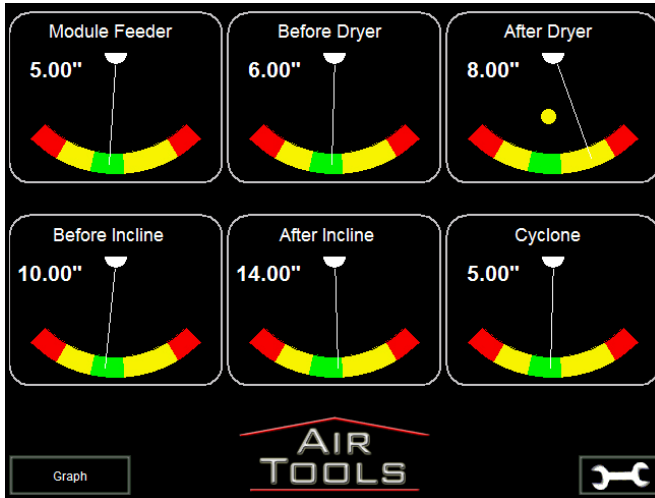 Module Feeder
5.00"
Before Dryer
6.00"
After Dryer
8.00"
Before Incline
10.00"
After Incline
14.00"
Cyclone
5.00"
AIR
TOOLS
Graph